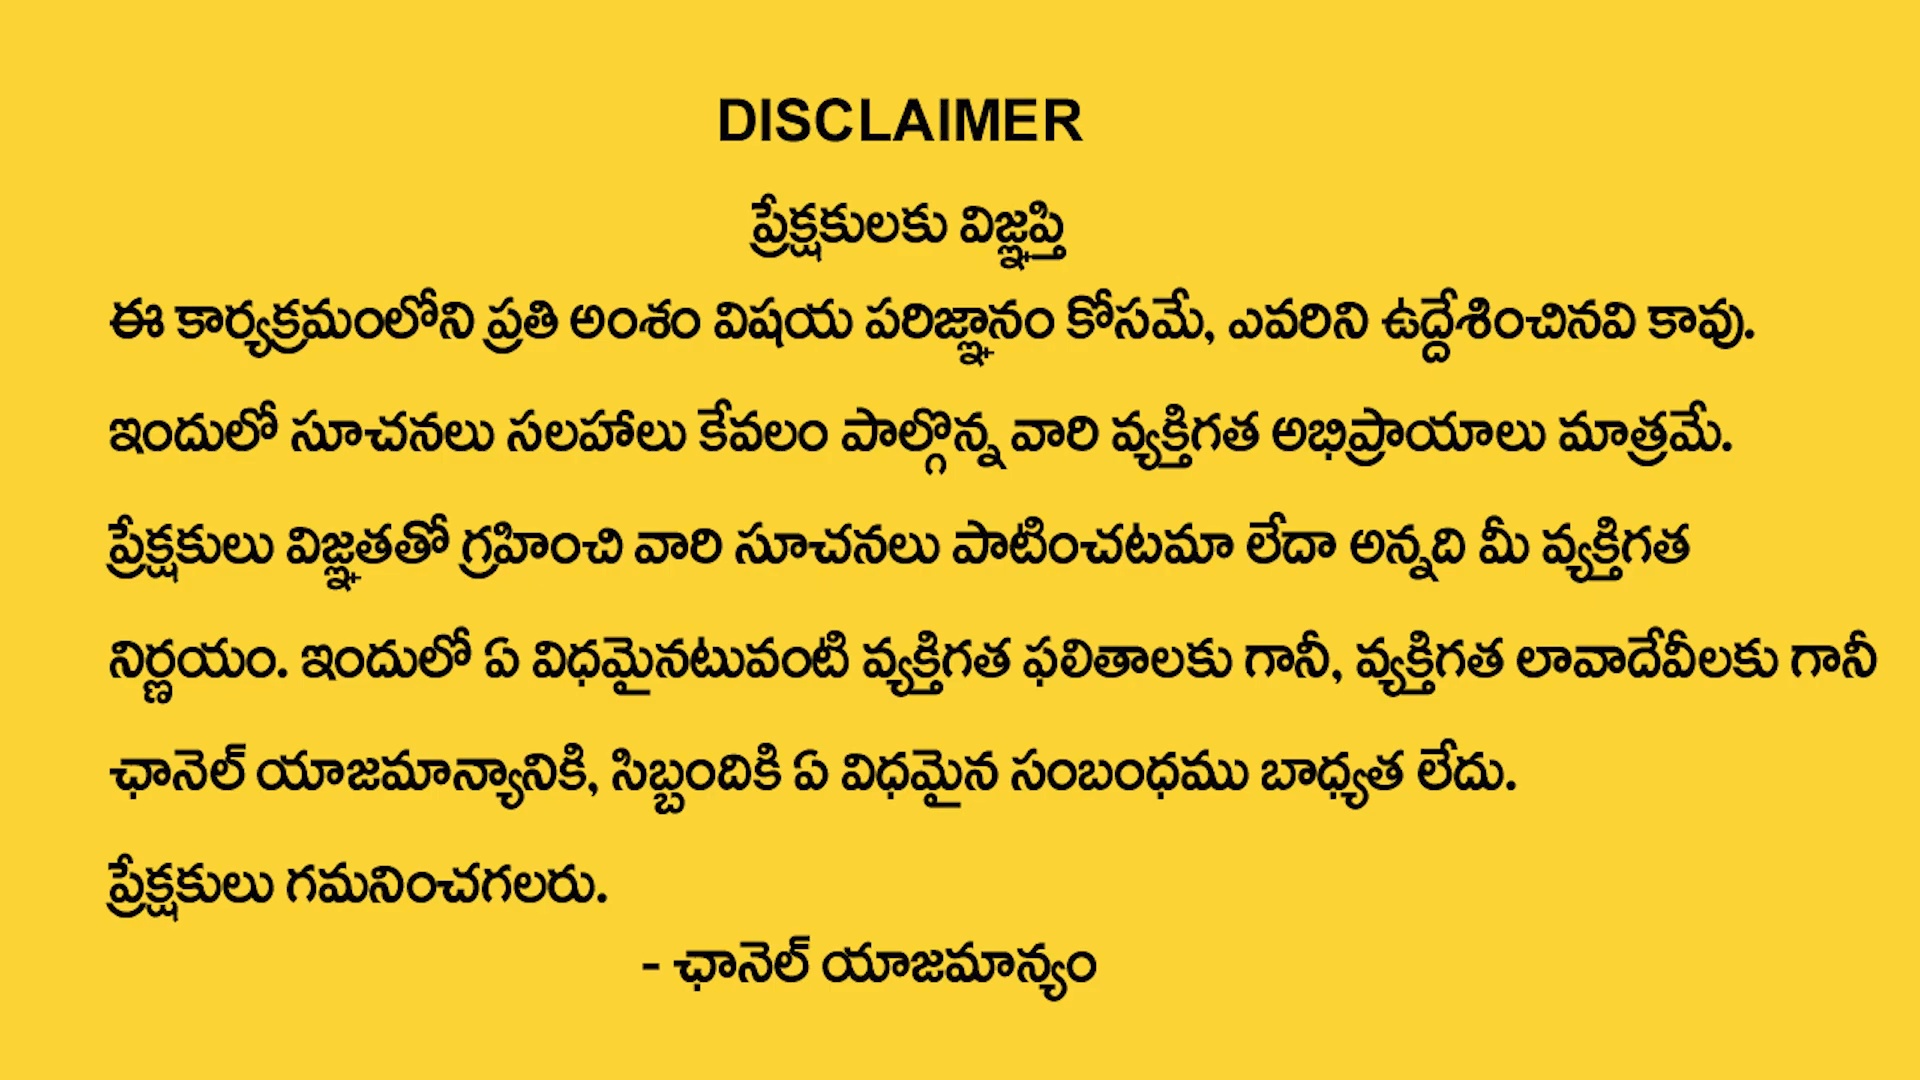 DISCLAIMER
ప్రేక్షకులకు విజ్ఞప్తి
ఈ కార్యక్రమంలోని ప్రతి అంశం విషయ పరిజ్ఞానం కోసమే, ఎవరిని ఉద్దేశించినవి కావు.
ఇందులో సూచనలు సలహాలు కేవలం పాల్గొన్న వారి వ్యక్తిగత అభిప్రాయాలు మాత్రమే.
ప్రేక్షకులు విజ్ఞతతో గ్రహించి వారి సూచనలు పాటించటమా లేదా అన్నది మీ వ్యక్తిగత
నిర్ణయం. ఇందులో ఏ విధమైనటువంటి వ్యక్తిగత ఫలితాలకు గానీ, వ్యక్తిగత లావాదేవీలకు గానీ
ఛానెల్ యాజమాన్యానికి, సిబ్బందికి ఏ విధమైన సంబంధము బాధ్యత లేదు.
ప్రేక్షకులు గమనించగలరు.
- ఛానెల్ యాజమాన్యం